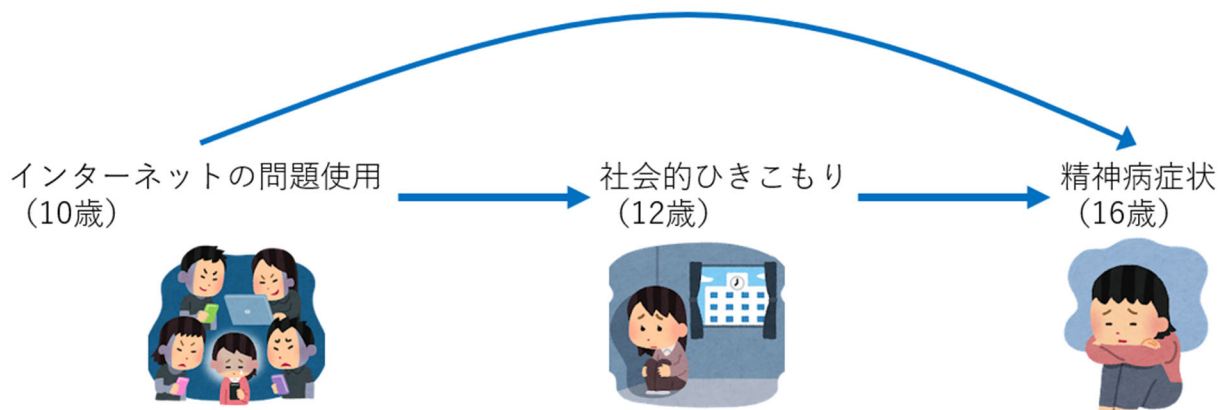 インターネットの問題使用
（10歳）
社会的ひきこもり
（12歳）
精神病症状
（16歳）